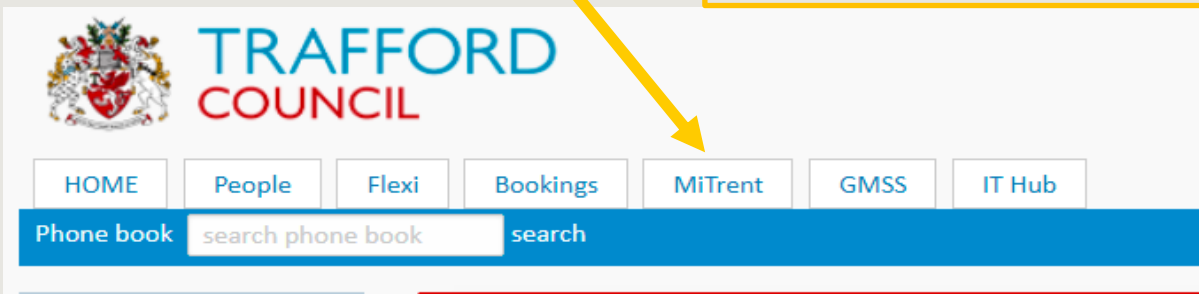 TRAFFORD
COUNCIL
HOME People Flexi Bookings MiTrent GMSS IT Hub
Phone book search phone book search